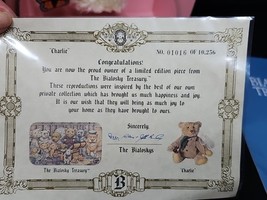 "Charlie" No. 01016 OF 10,256
Congratulations!
You are now the proud owner of a limited edition piece from
The Bialosky Treasury™
These reproductions were inspired by the best of our own
private collection which has brought us much happiness and joy
It is our wish that they will bring as much joy to
your home as they have brought to ours.
Sincerely
The Bialoskys
The Bialosky Treasury™
B
"Charlie"